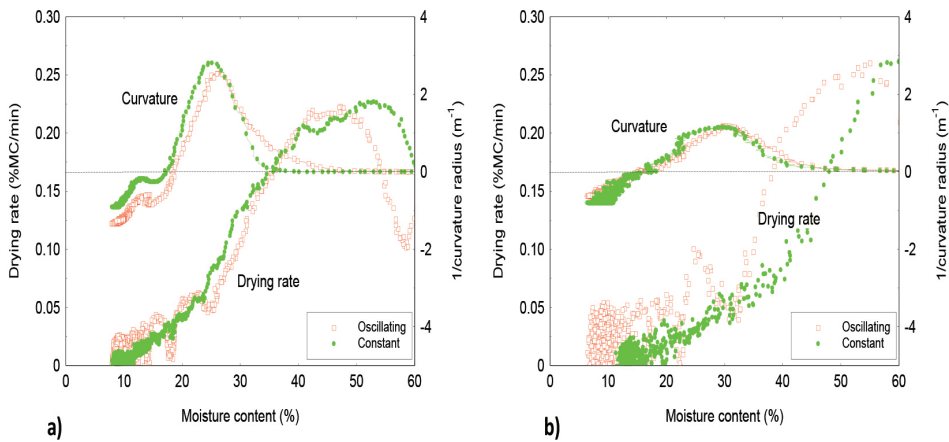 0.30
0.25
0.20
0.15
0.10
0.05
0
Drying rate (%MC/min)
4
2
0
-2
-4
1/curvature radius (m⁻¹)
Curvature
Drying rate
Oscillating
Constant
0 10 20 30 40 50 60
Moisture content (%)
a)
0.30
0.25
0.20
0.15
0.10
0.05
0
Drying rate (%MC/min)
4
2
0
-2
-4
1/curvature radius (m⁻¹)
Curvature
Drying rate
Oscillating
Constant
0 10 20 30 40 50 60
Moisture content (%)
b)